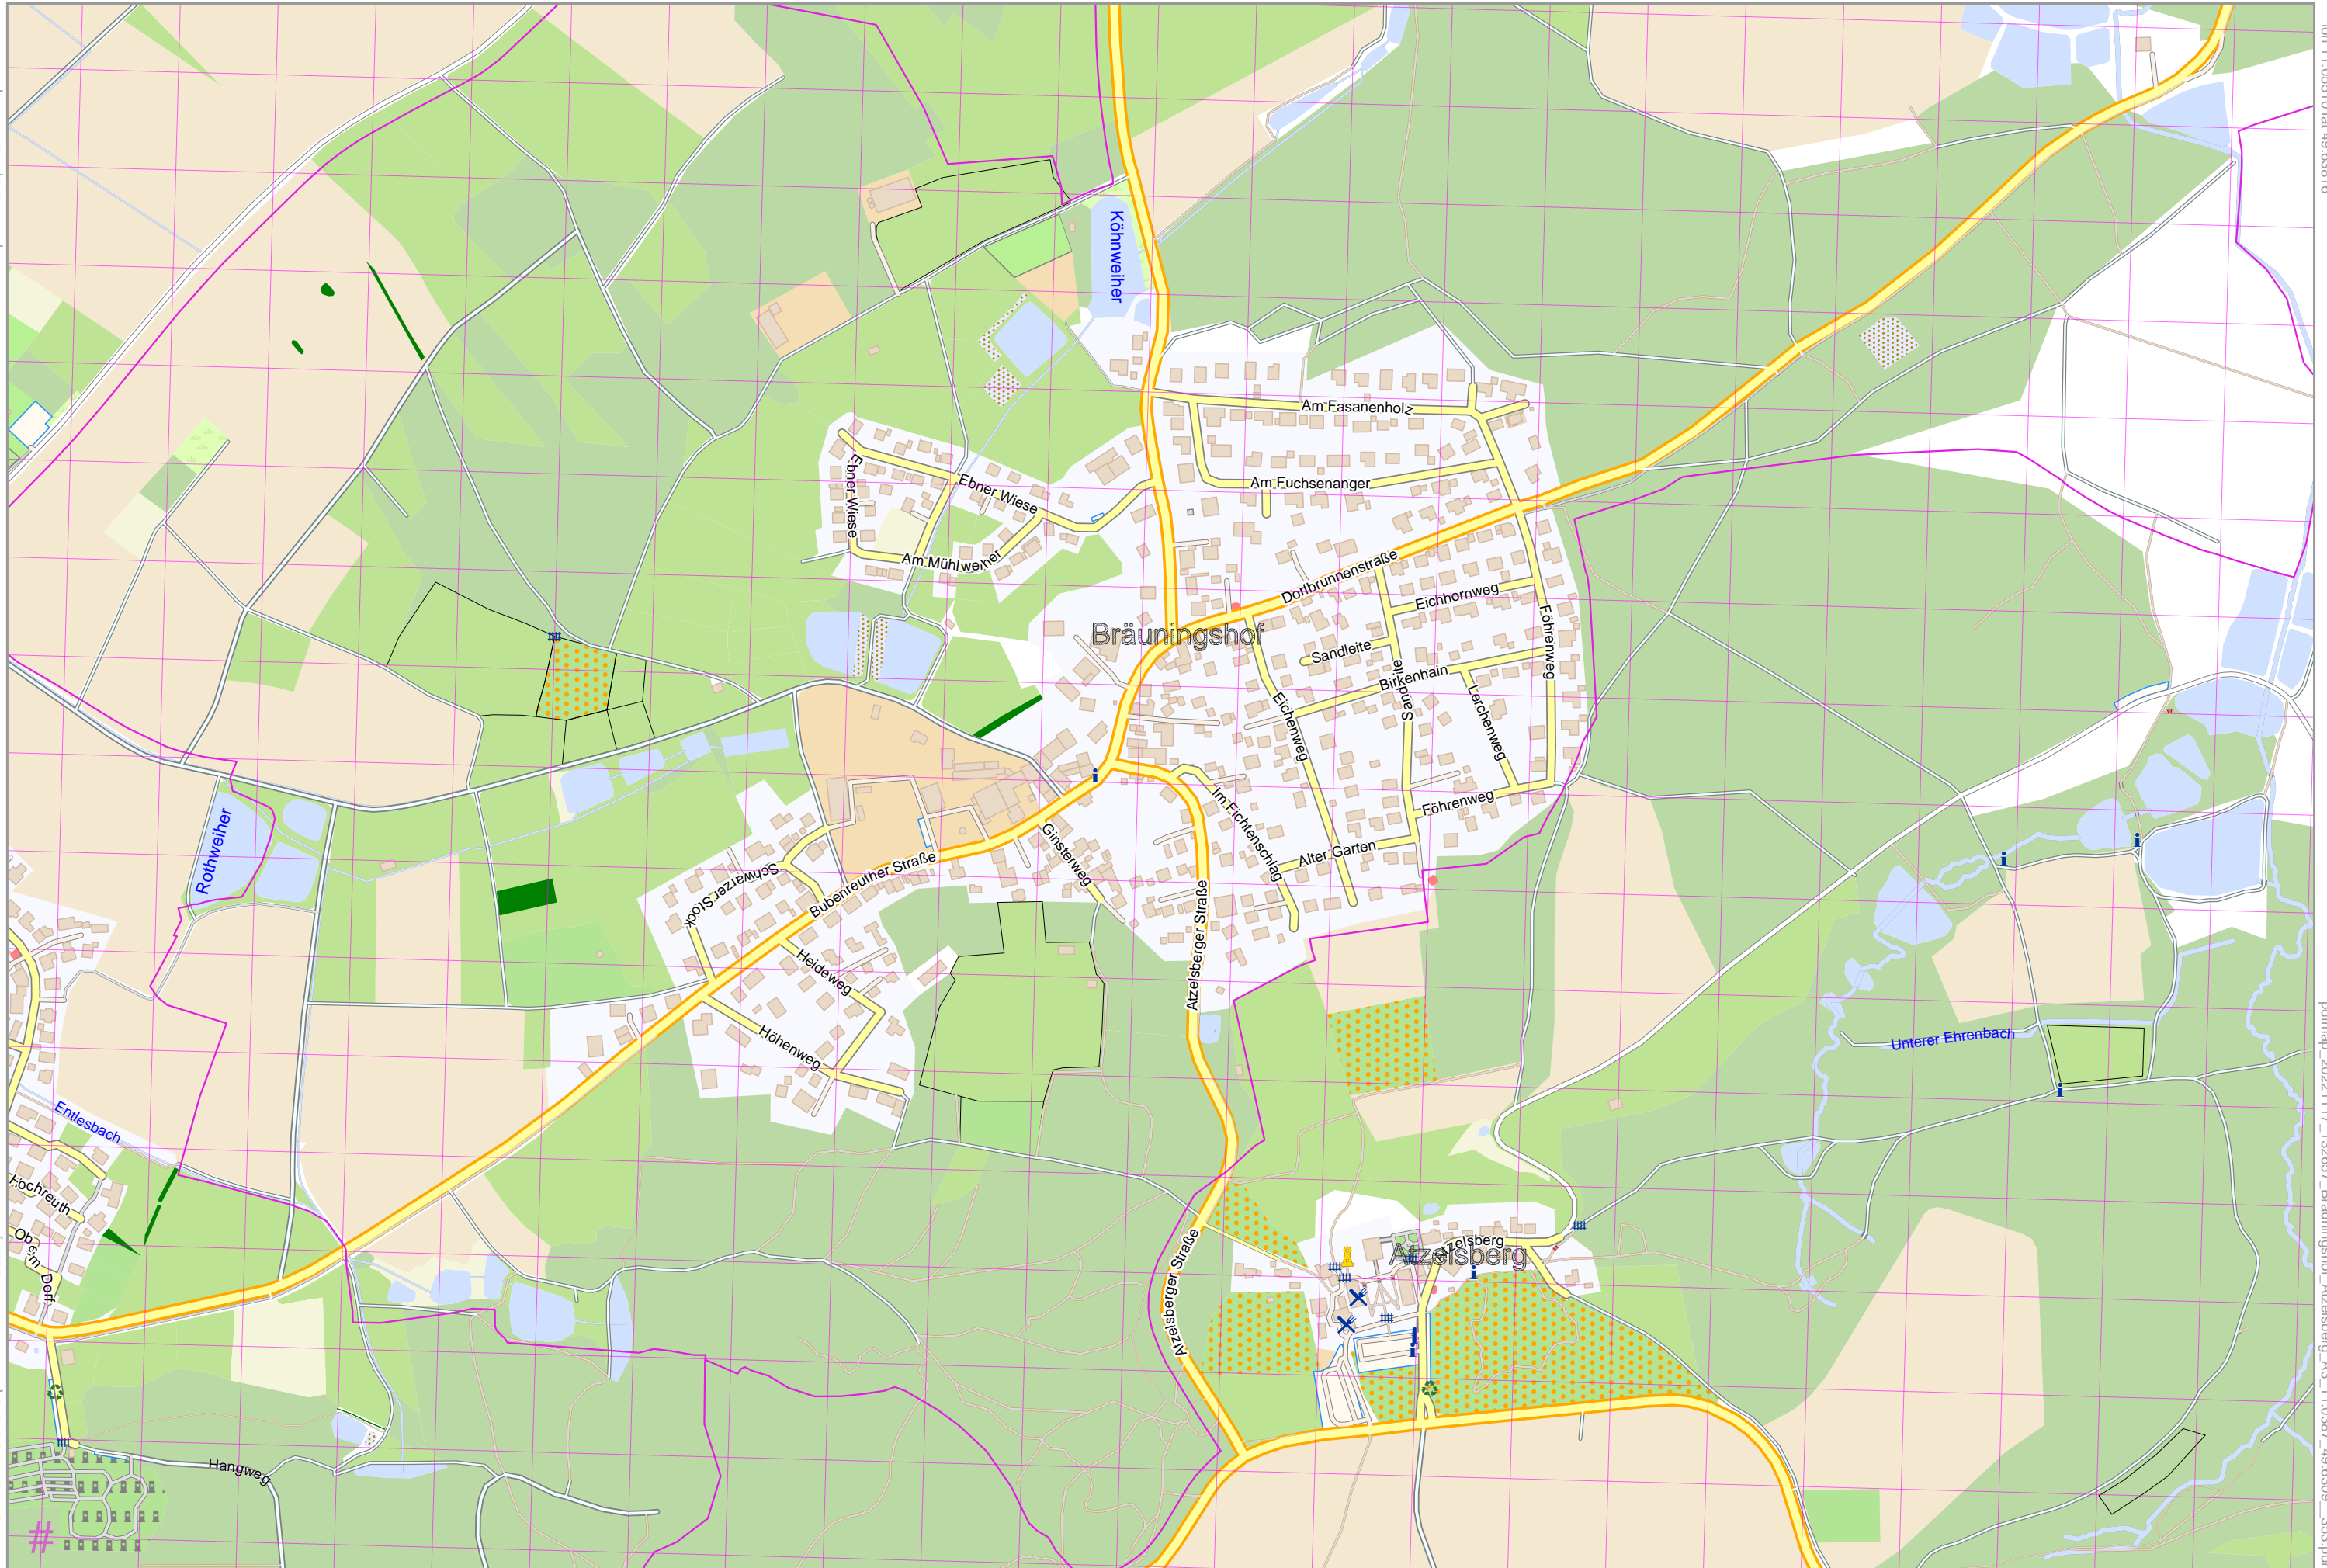 Köhnweiher
Am Fasanenholz
Ebner Wiese
Ebner Wiese
Am Fuchsenanger
Am Mühlweiher
Dorfbrunnenstraße
Eichhornweg
Föhrenweg
Bräuningshof
Sandleite
Sandleite
Birkenhain
Lerchenweg
Eichenweg
Rothweiher
Im Fichtenschlag
Föhrenweg
Ginsterweg
Alter Garten
Schwarzer Stock
Bubenreuther Straße
Atzelsberger Straße
Heideweg
Höhenweg
Unterer Ehrenbach
Entlesbach
Hochreuth
Ob
Dorf
Atzelsberger Straße
Atzelsberg
Atzelsberg
Hangweg
#